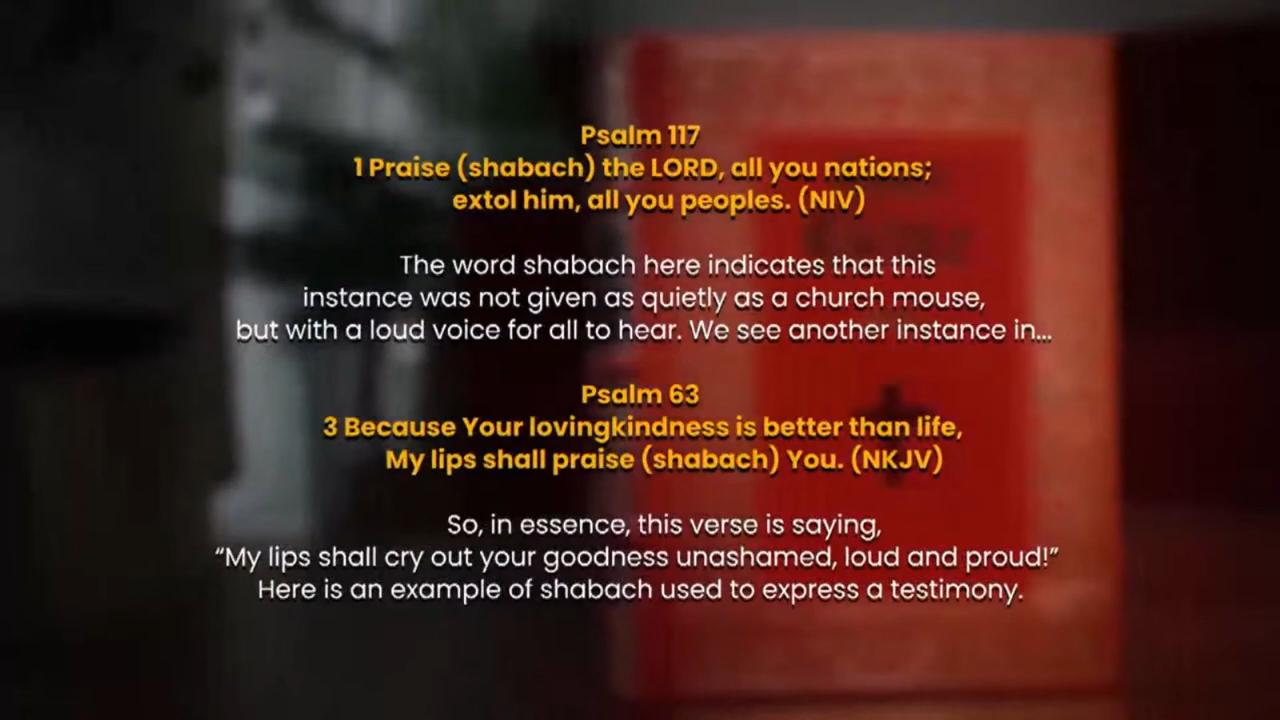 Psalm 117
1 Praise (shabach) the LORD, all you nations;
extol him, all you peoples. (NIV)
The word shabach here indicates that this
instance was not given as quietly as a church mouse,
but with a loud voice for all to hear. We see another instance in...
Psalm 63
3 Because Your lovingkindness is better than life,
My lips shall praise (shabach) You. (NKJV)
So, in essence, this verse is saying,
“My lips shall cry out your goodness unashamed, loud and proud!”
Here is an example of shabach used to express a testimony.